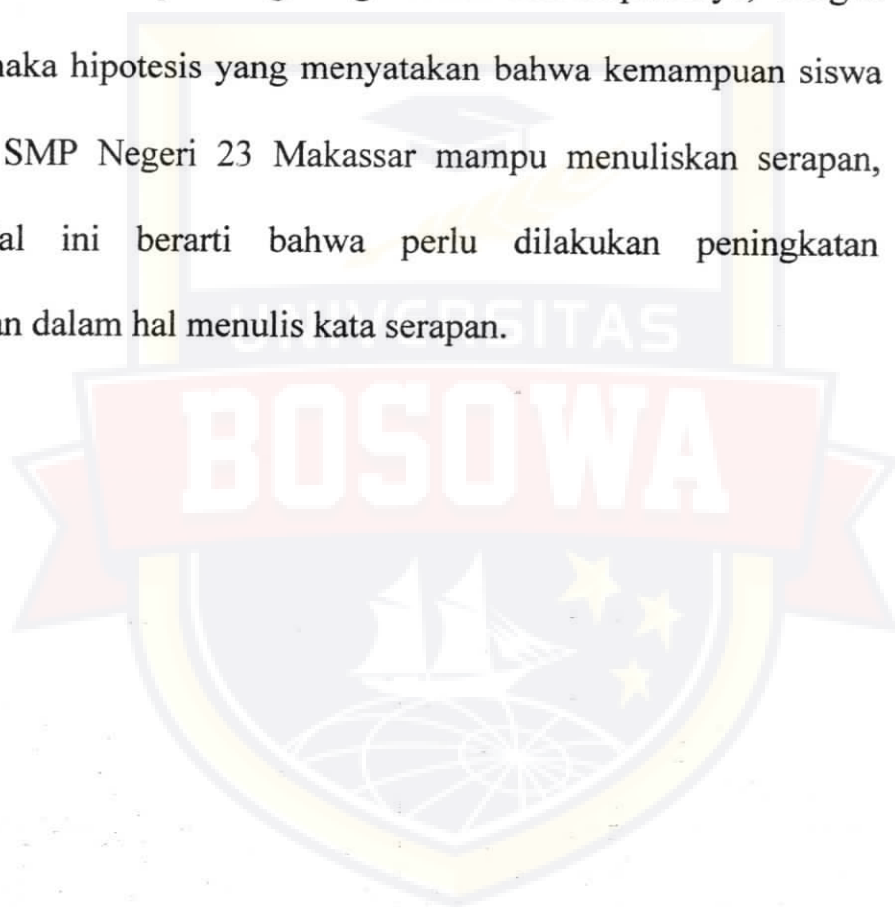 aka hipotesis yang menyatakan bahwa kemampuan siswa
SMP Negeri 23 Makassar mampu menuliskan serapan,
al ini berarti bahwa perlu dilakukan peningkatan
n dalam hal menulis kata serapan.
UNIVERSITAS
BOSOWA